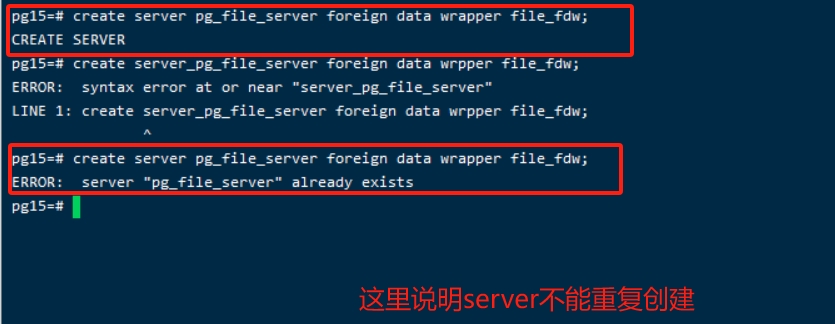 pg15=# create server pg_file_server foreign data wrapper file_fdw;
CREATE SERVER
pg15=# create server_pg_file_server foreign data wrpper file_fdw;
ERROR:  syntax error at or near "server_pg_file_server"
LINE 1: create server_pg_file_server foreign data wrpper file_fdw;
^
pg15=# create server pg_file_server foreign data wrapper file_fdw;
ERROR:  server "pg_file_server" already exists
pg15=#
这里说明server不能重复创建